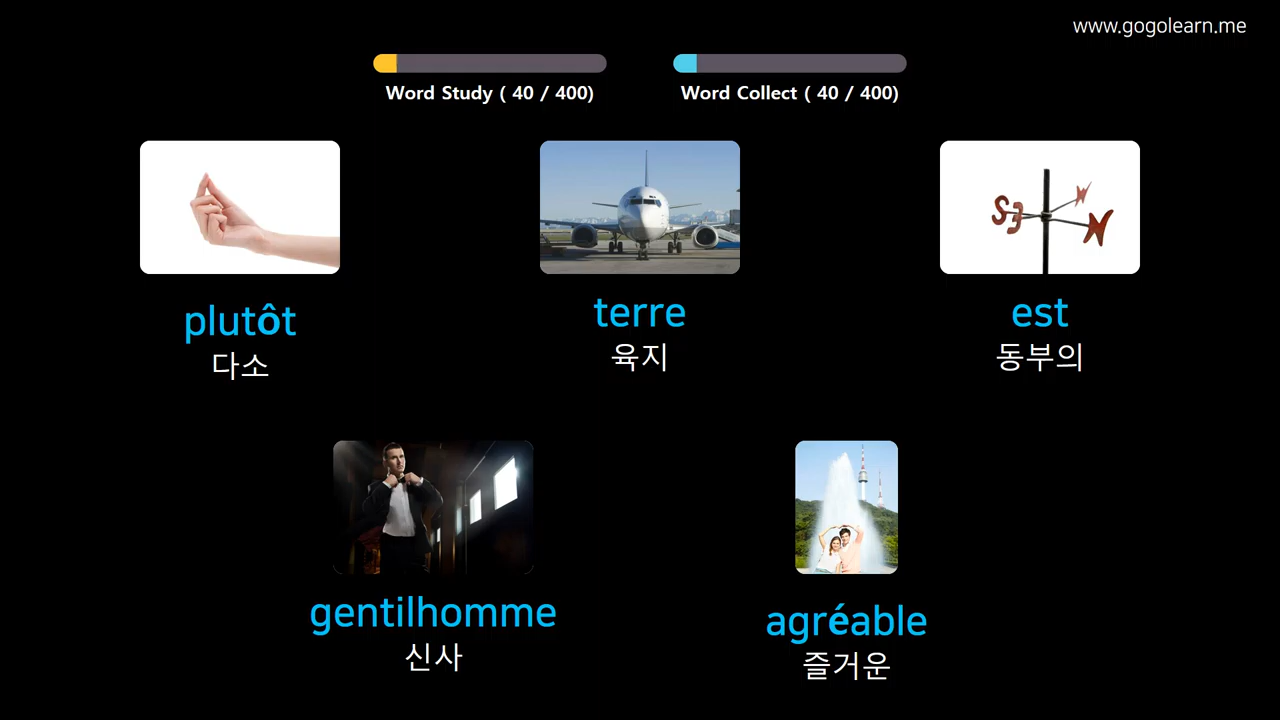 www.gogolearn.me
Word Study ( 40 / 400)
Word Collect ( 40 / 400)
plutôt
다소
terre
육지
est
동부의
gentilhomme
신사
agréable
즐거운